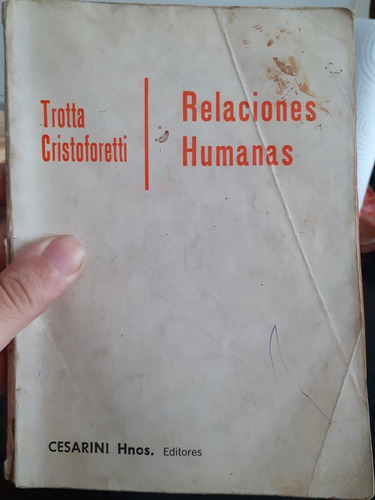 Trotta
Cristoforetti
Relaciones
Humanas
CESARINI Hnos. Editores